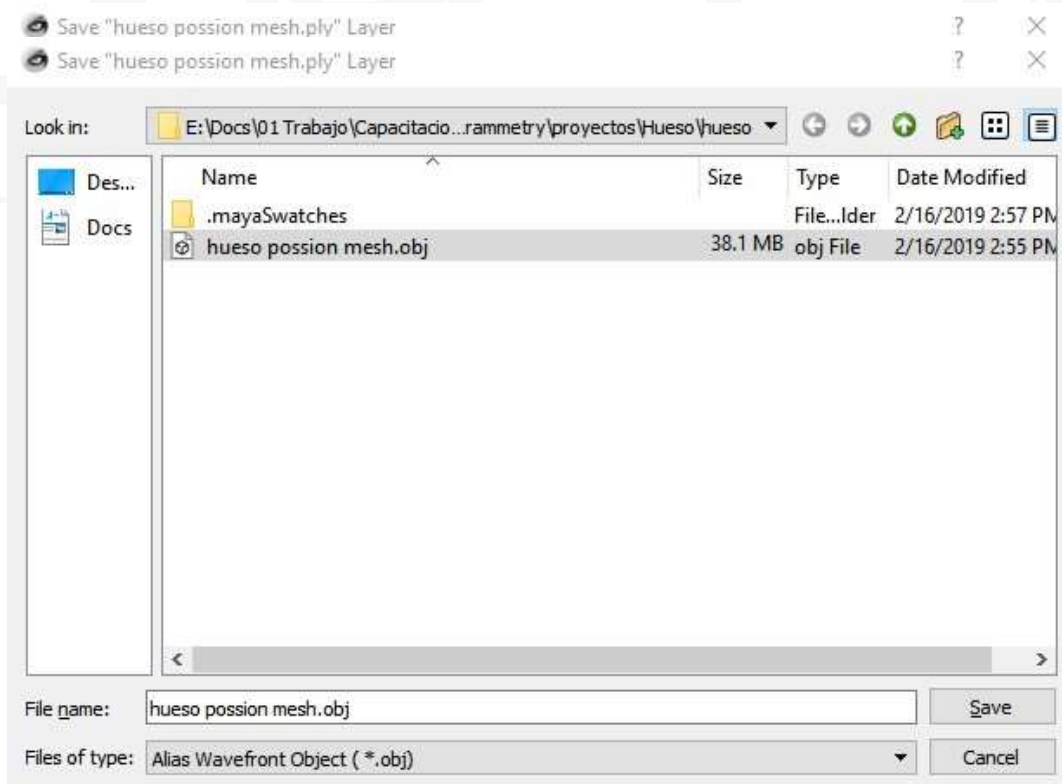 Save "hueso possion mesh.ply" Layer ? ×
Save "hueso possion mesh.ply" Layer ? ×
Look in: E:\Docs\01 Trabajo\Capacitacio...rammetry\proyectos\Hueso\hueso
Des...
Docs
Name Size Type Date Modified
.mayaSwatches File...lder 2/16/2019 2:57 PM
hueso possion mesh.obj 38.1 MB obj File 2/16/2019 2:55 PM
File name: hueso possion mesh.obj Save
Files of type: Alias Wavefront Object ( *.obj) Cancel